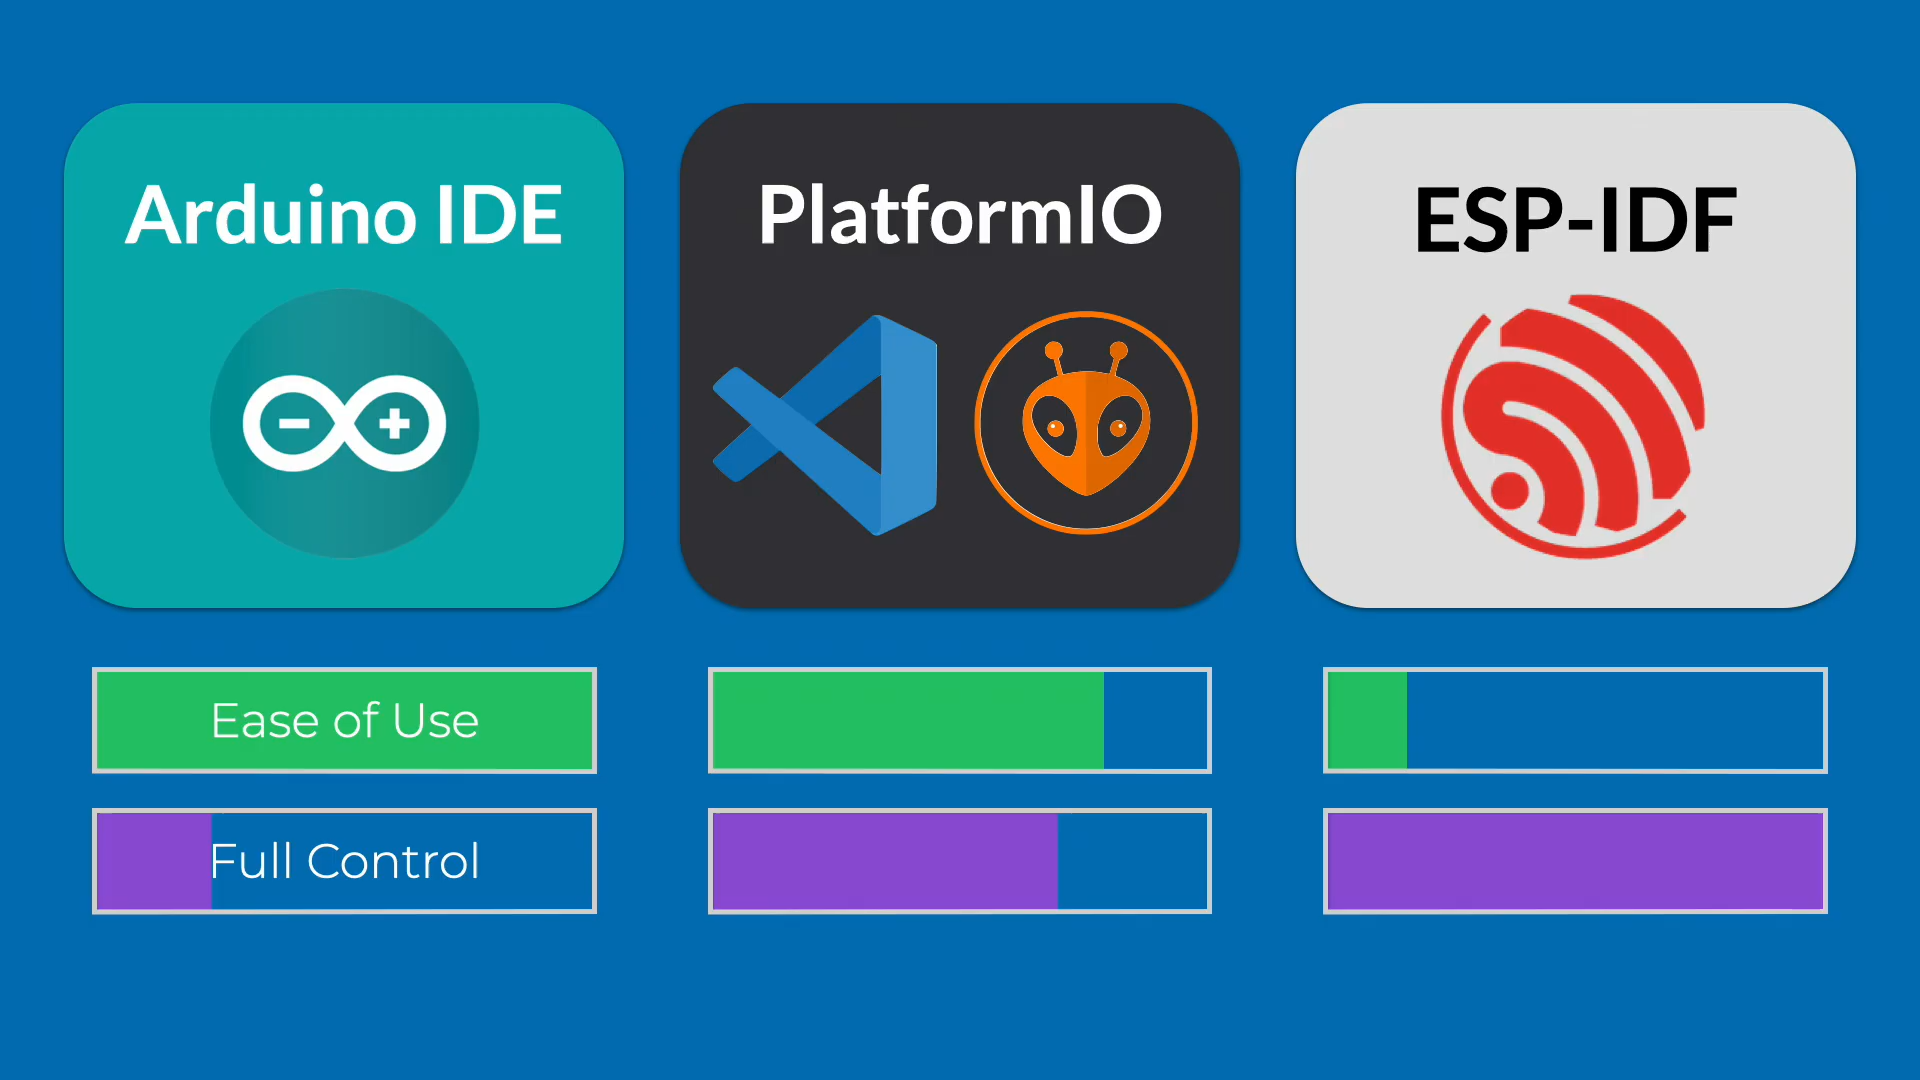 Arduino IDE
PlatformIO
ESP-IDF
Ease of Use
Full Control